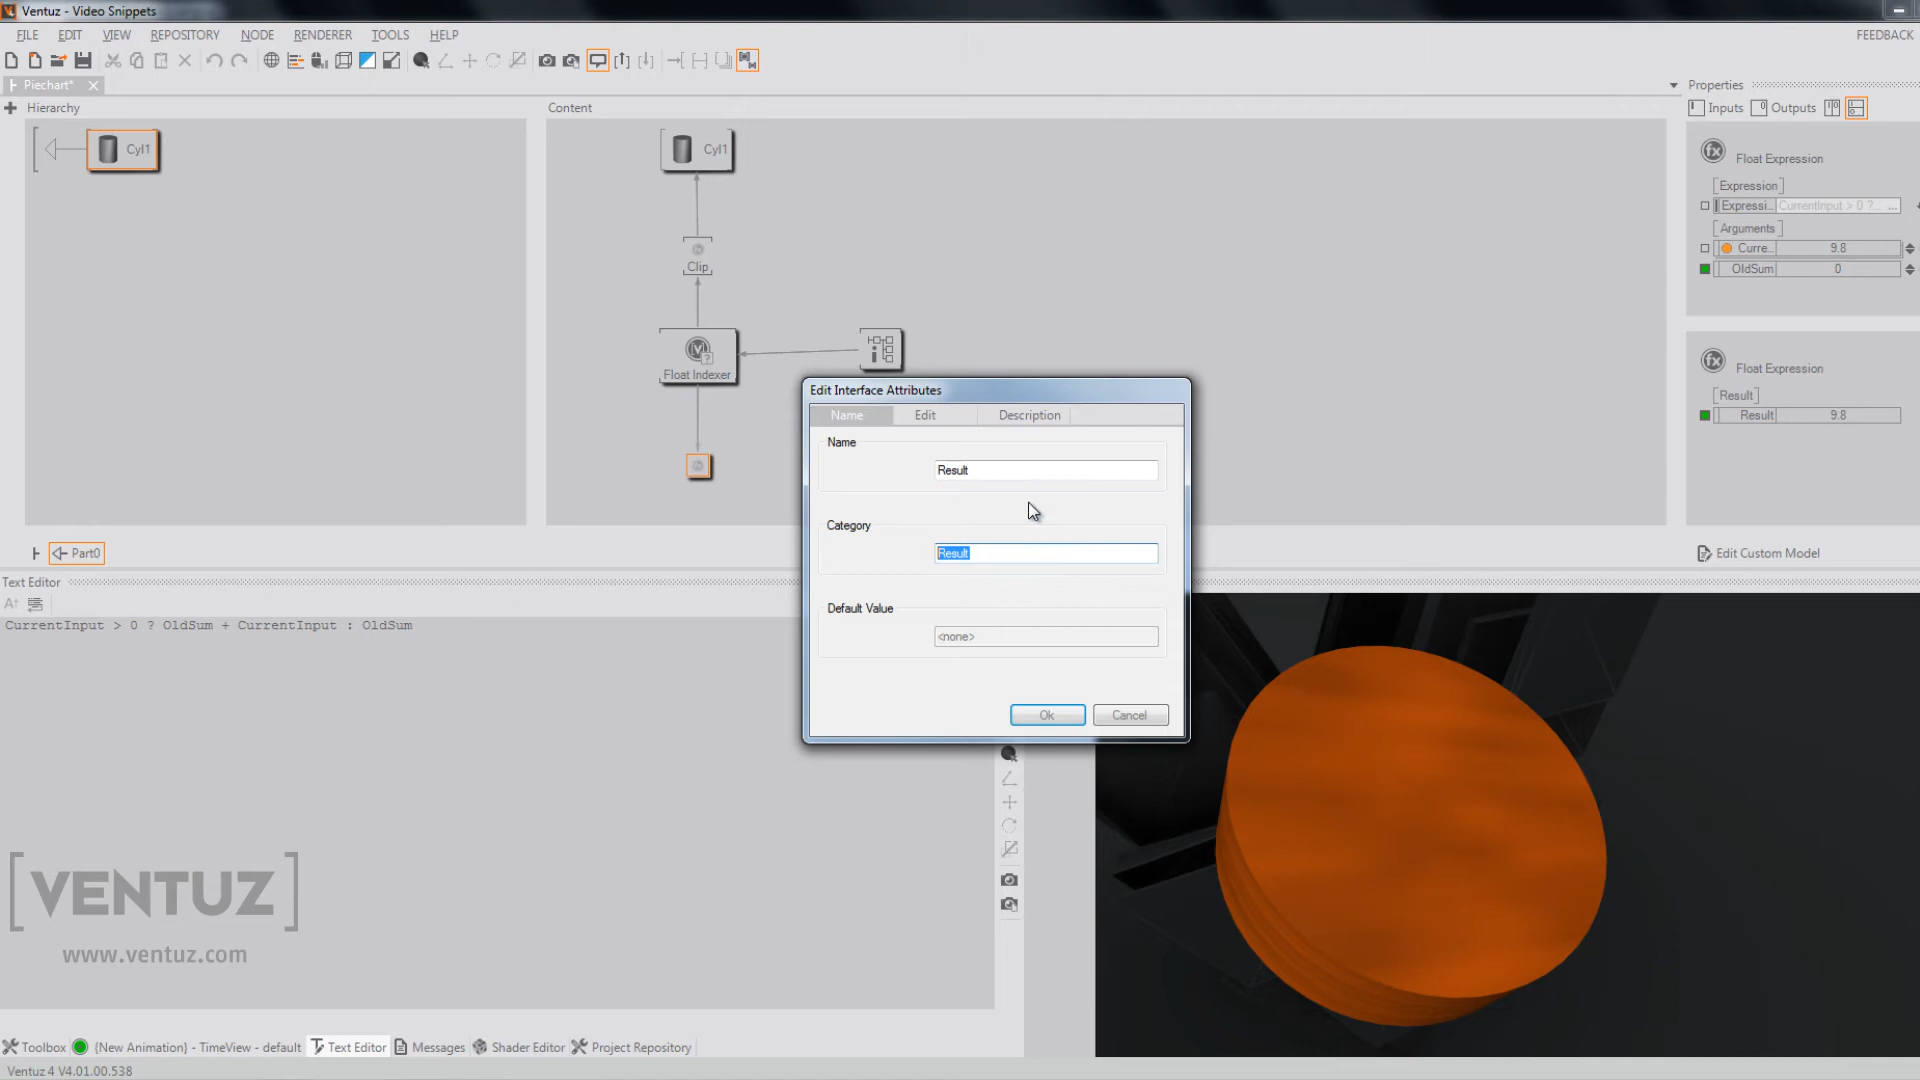 Ventuz - Video Snippets
FILE EDIT VIEW REPOSITORY NODE RENDERER TOOLS HELP FEEDBACK
Piechart*
Hierarchy
Content
Properties
Inputs Outputs
Cyl1
Cyl1
Clip
Float Indexer
Float Expression
[Expression]
Expressi.. CurrentInput > 0 ?... ...
[Arguments]
Curre.. 9.8
OldSum 0
Float Expression
[Result]
Result 9.8
Edit Custom Model
Part0
Edit Interface Attributes
Name Edit Description
Name
Result
Category
Result
Default Value
<none>
Ok Cancel
Text Editor
CurrentInput > 0 ? OldSum + CurrentInput : OldSum
[VENTUZ]
www.ventuz.com
Toolbox {New Animation} - TimeView - default Text Editor Messages Shader Editor Project Repository
Ventuz 4 V4.01.00.538